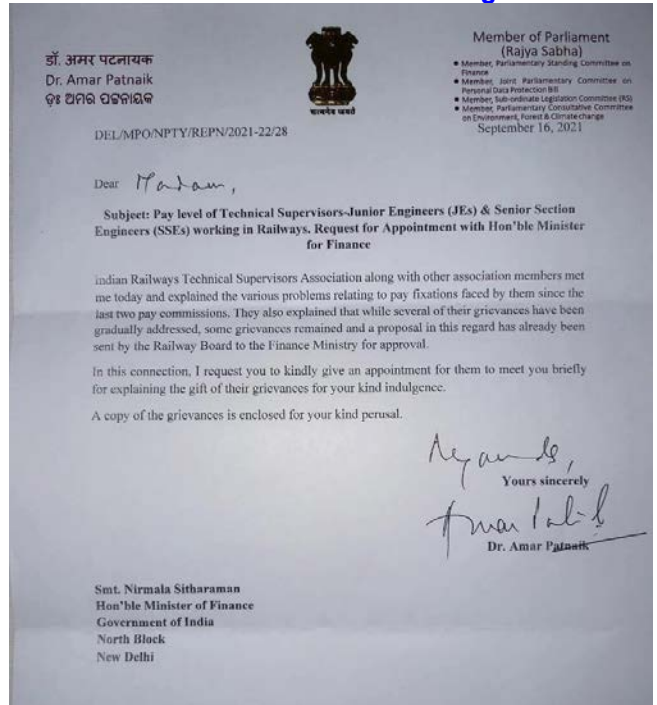 डॉ. अमर पटनायक
Dr. Amar Patnaik
ଡ଼ଃ ଅମର ପଟ୍ଟନାୟକ
सत्यमेव जयते
Member of Parliament
(Rajya Sabha)
• Member, Parliamentary Standing Committee on
Finance
• Member, Joint Parliamentary Committee on
Personal Data Protection Bill
• Member, Sub-ordinate Legislation Committee (RS)
• Member, Parliamentary Consultative Committee
on Environment, Forest & Climate change
DEL/MPO/NPTY/REPN/2021-22/28
September 16, 2021
Dear Madam,
Subject: Pay level of Technical Supervisors-Junior Engineers (JEs) & Senior Section
Engineers (SSEs) working in Railways. Request for Appointment with Hon'ble Minister
for Finance
indian Railways Technical Supervisors Association along with other association members met
me today and explained the various problems relating to pay fixations faced by them since the
last two pay commissions. They also explained that while several of their grievances have been
gradually addressed, some grievances remained and a proposal in this regard has already been
sent by the Railway Board to the Finance Ministry for approval.
In this connection, I request you to kindly give an appointment for them to meet you briefly
for explaining the gift of their grievances for your kind indulgence.
A copy of the grievances is enclosed for your kind perusal.
Regards,
Yours sincerely
Dr. Amar Patnaik
Smt. Nirmala Sitharaman
Hon'ble Minister of Finance
Government of India
North Block
New Delhi